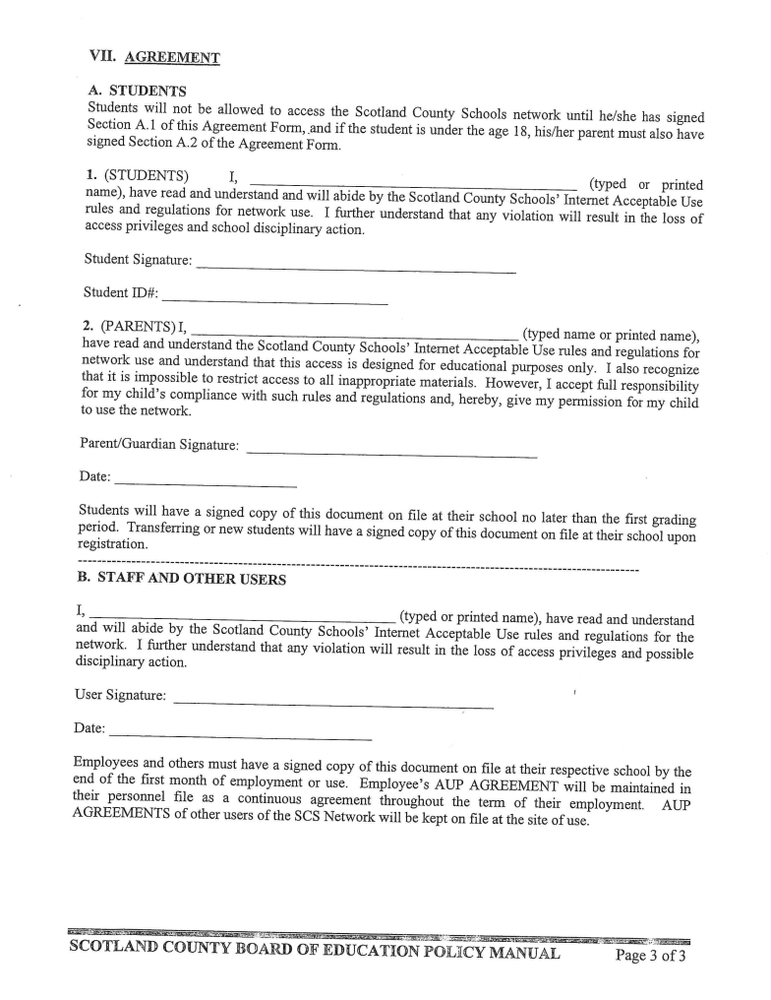 VII. AGREEMENT
A. STUDENTS
Students will not be allowed to access the Scotland County Schools network until he/she has signed
Section A.1 of this Agreement Form, and if the student is under the age 18, his/her parent must also have
signed Section A.2 of the Agreement Form.
1. (STUDENTS) I, ______________________ (typed or printed
name), have read and understand and will abide by the Scotland County Schools' Internet Acceptable Use
rules and regulations for network use. I further understand that any violation will result in the loss of
access privileges and school disciplinary action.
Student Signature: ______________________
Student ID#: ______________________
2. (PARENTS) I, ______________________ (typed name or printed name),
have read and understand the Scotland County Schools' Internet Acceptable Use rules and regulations for
network use and understand that this access is designed for educational purposes only. I also recognize
that it is impossible to restrict access to all inappropriate materials. However, I accept full responsibility
for my child's compliance with such rules and regulations and, hereby, give my permission for my child
to use the network.
Parent/Guardian Signature: ______________________
Date: ______________________
Students will have a signed copy of this document on file at their school no later than the first grading
period. Transferring or new students will have a signed copy of this document on file at their school upon
registration.
B. STAFF AND OTHER USERS
I, ______________________ (typed or printed name), have read and understand
and will abide by the Scotland County Schools' Internet Acceptable Use rules and regulations for the
network. I further understand that any violation will result in the loss of access privileges and possible
disciplinary action.
User Signature: ______________________
Date: ______________________
Employees and others must have a signed copy of this document on file at their respective school by the
end of the first month of employment or use. Employee's AUP AGREEMENT will be maintained in
their personnel file as a continuous agreement throughout the term of their employment. AUP
AGREEMENTS of other users of the SCS Network will be kept on file at the site of use.
SCOTLAND COUNTY BOARD OF EDUCATION POLICY MANUAL Page 3 of 3